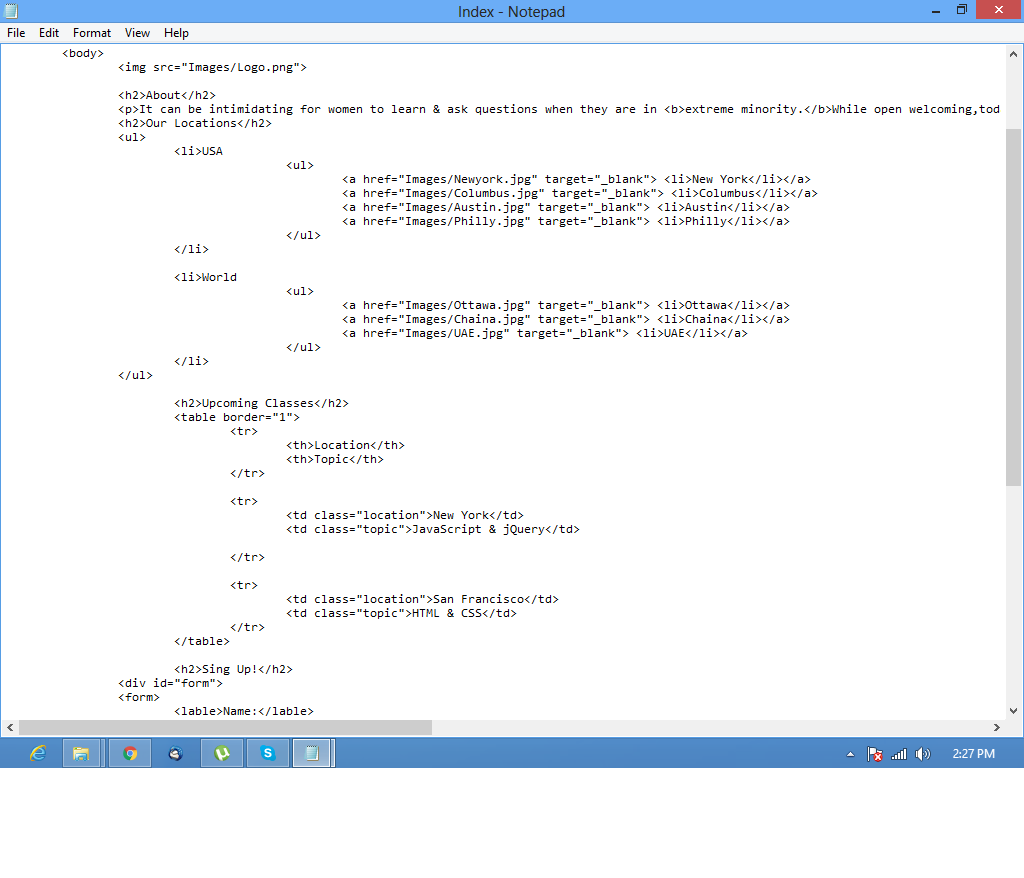 Index - Notepad
File Edit Format View Help
<body>
<img src="Images/Logo.png">
<h2>About</h2>
<p>It can be intimidating for women to learn & ask questions when they are in <b>extreme minority.</b>While open welcoming,tod
<h2>Our Locations</h2>
<ul>
<li>USA
<ul>
<a href="Images/Newyork.jpg" target="_blank"> <li>New York</li></a>
<a href="Images/Columbus.jpg" target="_blank"> <li>Columbus</li></a>
<a href="Images/Austin.jpg" target="_blank"> <li>Austin</li></a>
<a href="Images/Philly.jpg" target="_blank"> <li>Philly</li></a>
</ul>
</li>
<li>World
<ul>
<a href="Images/Ottawa.jpg" target="_blank"> <li>Ottawa</li></a>
<a href="Images/Chaina.jpg" target="_blank"> <li>Chaina</li></a>
<a href="Images/UAE.jpg" target="_blank"> <li>UAE</li></a>
</ul>
</li>
</ul>
<h2>Upcoming Classes</h2>
<table border="1">
<tr>
<th>Location</th>
<th>Topic</th>
</tr>
<tr>
<td class="location">New York</td>
<td class="topic">JavaScript & jQuery</td>
</tr>
<tr>
<td class="location">San Francisco</td>
<td class="topic">HTML & CSS</td>
</tr>
</table>
<h2>Sing Up!</h2>
<div id="form">
<form>
<lable>Name:</lable>
2:27 PM